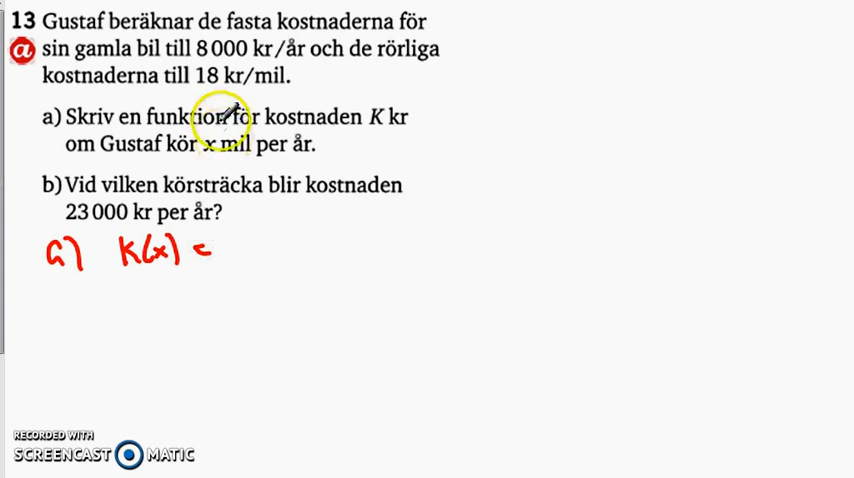 13 Gustaf beräknar de fasta kostnaderna för
a sin gamla bil till 8 000 kr/år och de rörliga
kostnaderna till 18 kr/mil.
a) Skriv en funktion för kostnaden K kr
om Gustaf kör x mil per år.
b) Vid vilken körsträcka blir kostnaden
23 000 kr per år?
a) K(x) =
RECORDED WITH
SCREENCAST MATIC